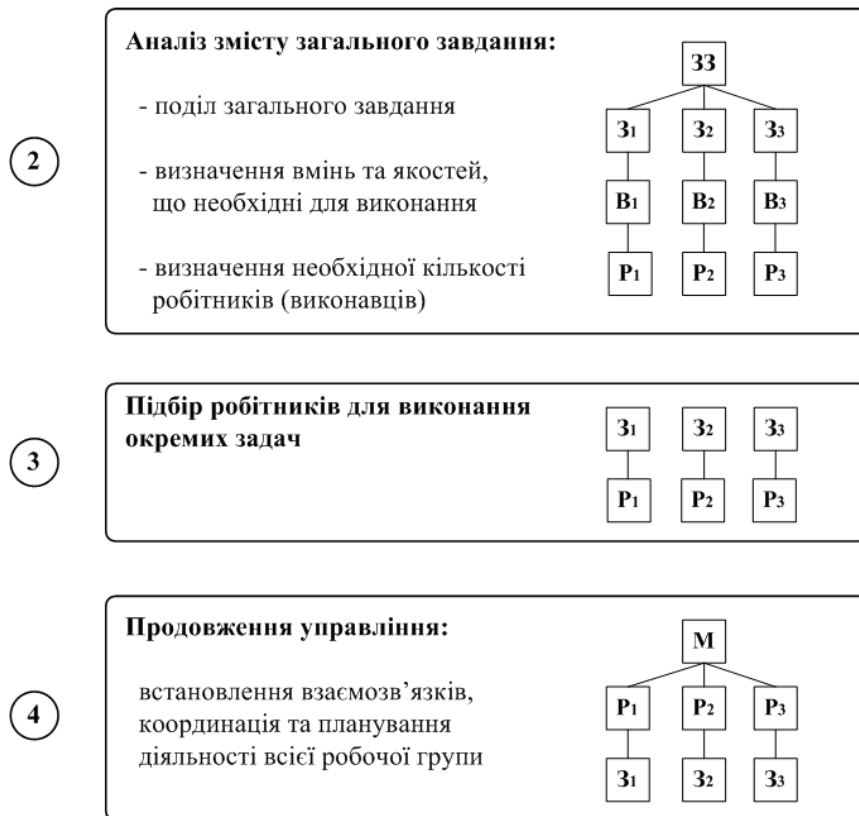 Аналіз змісту загального завдання:
- поділ загального завдання
- визначення вмінь та якостей,
що необхідні для виконання
- визначення необхідної кількості
робітників (виконавців)
2
ЗЗ
З1 З2 З3
В1 В2 В3
Р1 Р2 Р3
Підбір робітників для виконання
окремих задач
3
З1 З2 З3
Р1 Р2 Р3
Продовження управління:
встановлення взаємозв’язків,
координація та планування
діяльності всієї робочої групи
4
М
Р1 Р2 Р3
З1 З2 З3